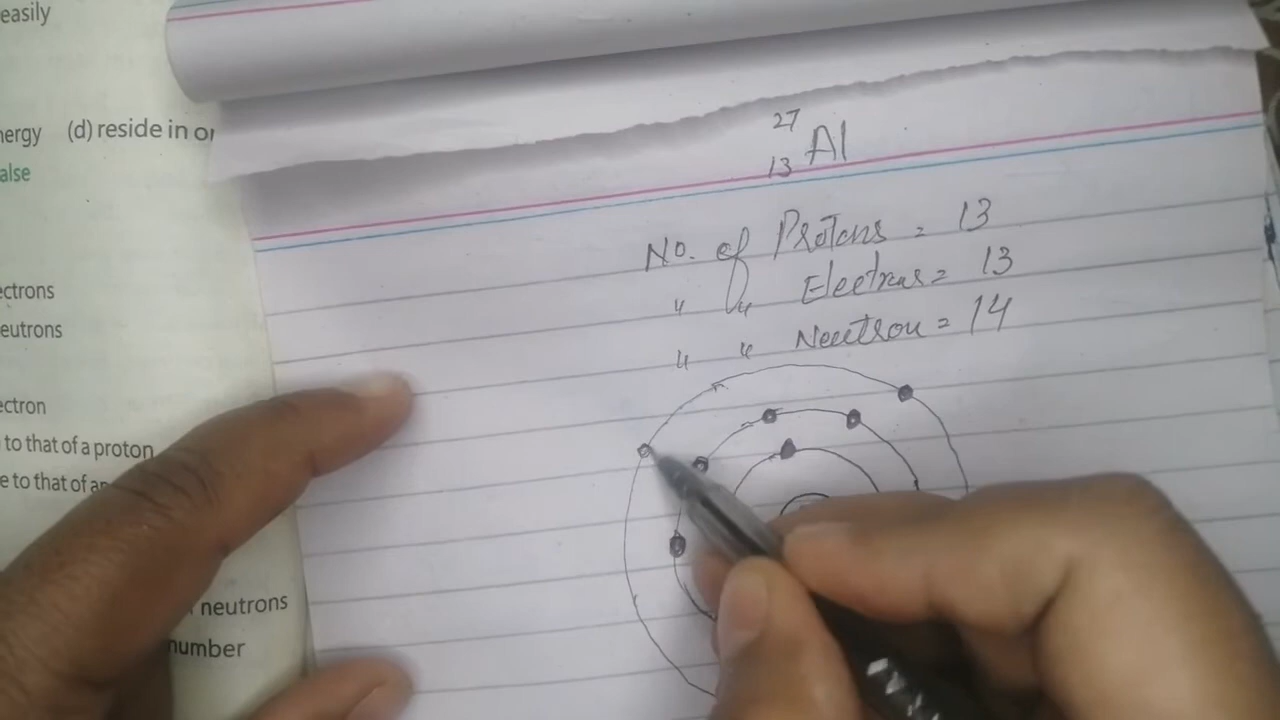 easily
nergy (d) reside in or
alse
ectrons
eutrons
ectron
to that of a proton
e to that of an
neutrons
number
27
13 Al
No. of Protons = 13
" " Electrons = 13
" " Neutron = 14